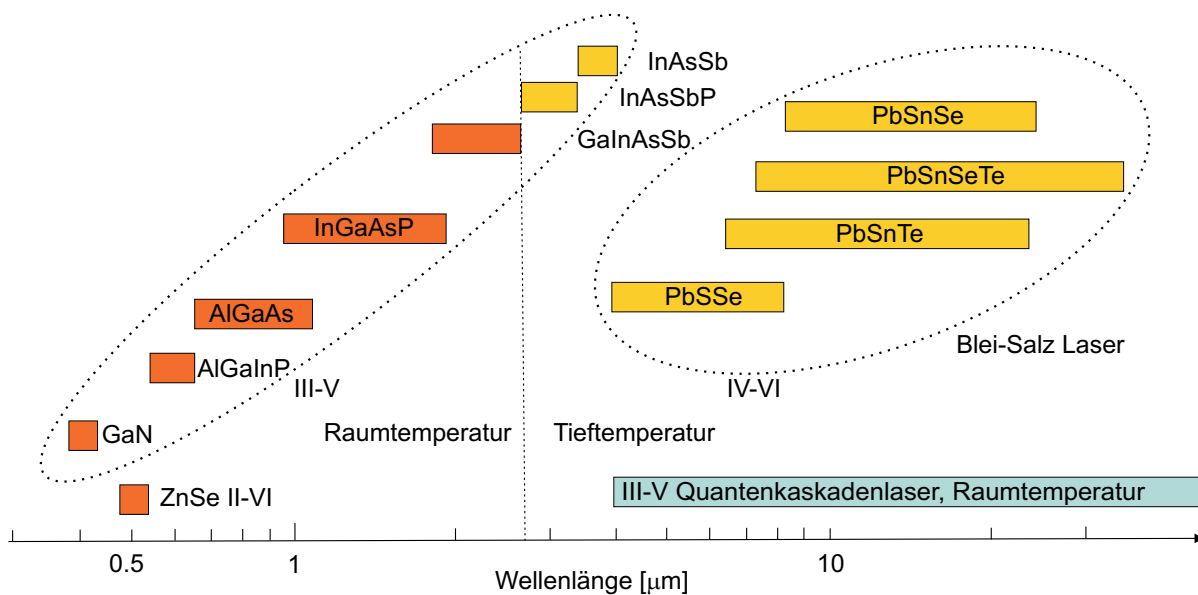 InAsSb
InAsSbP
PbSnSe
GaInAsSb
PbSnSeTe
InGaAsP
PbSnTe
PbSSe
AlGaAs
Blei-Salz Laser
AlGaInP
III-V
IV-VI
GaN
Raumtemperatur
Tieftemperatur
ZnSe II-VI
III-V Quantenkaskadenlaser, Raumtemperatur
0.5
1
10
Wellenlänge [μm]